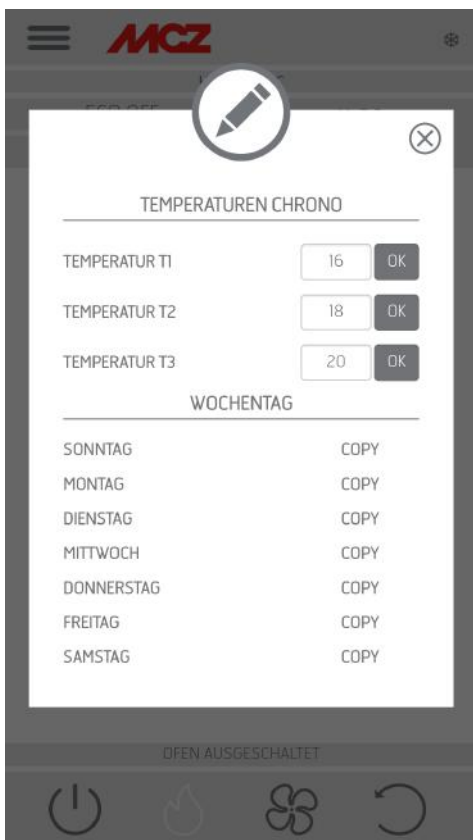 MCZ
TEMPERATUREN CHRONO
TEMPERATUR T1 16 OK
TEMPERATUR T2 18 OK
TEMPERATUR T3 20 OK
WOCHENTAG
SONNTAG COPY
MONTAG COPY
DIENSTAG COPY
MITTWOCH COPY
DONNERSTAG COPY
FREITAG COPY
SAMSTAG COPY
OFEN AUSGESCHALTET